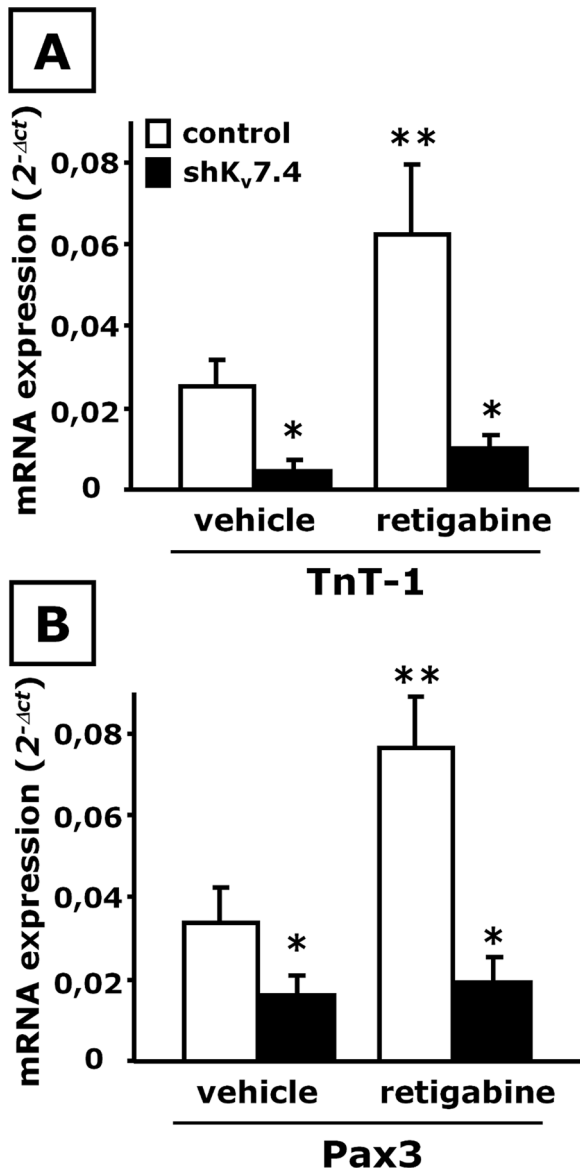 A
mRNA expression (2-Δct)
0,08
0,06
0,04
0,02
0
control
shKv7.4
**
*
*
vehicle retigabine
TnT-1
B
mRNA expression (2-Δct)
0,08
0,06
0,04
0,02
0
**
*
*
vehicle retigabine
Pax3